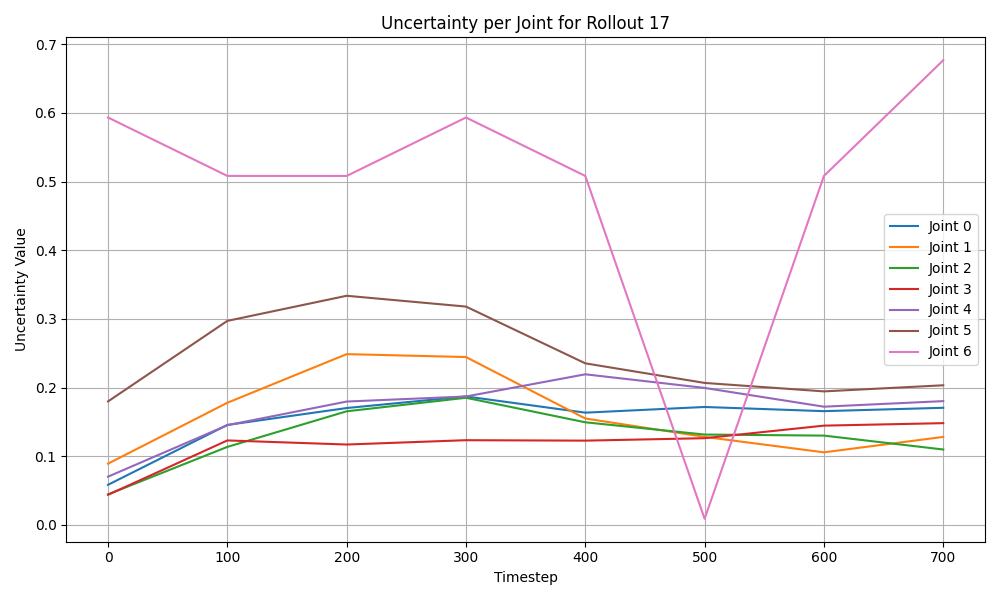 Uncertainty per Joint for Rollout 17
Uncertainty Value
0.7
0.6
0.5
0.4
0.3
0.2
0.1
0.0
Joint 0
Joint 1
Joint 2
Joint 3
Joint 4
Joint 5
Joint 6
0 100 200 300 400 500 600 700
Timestep